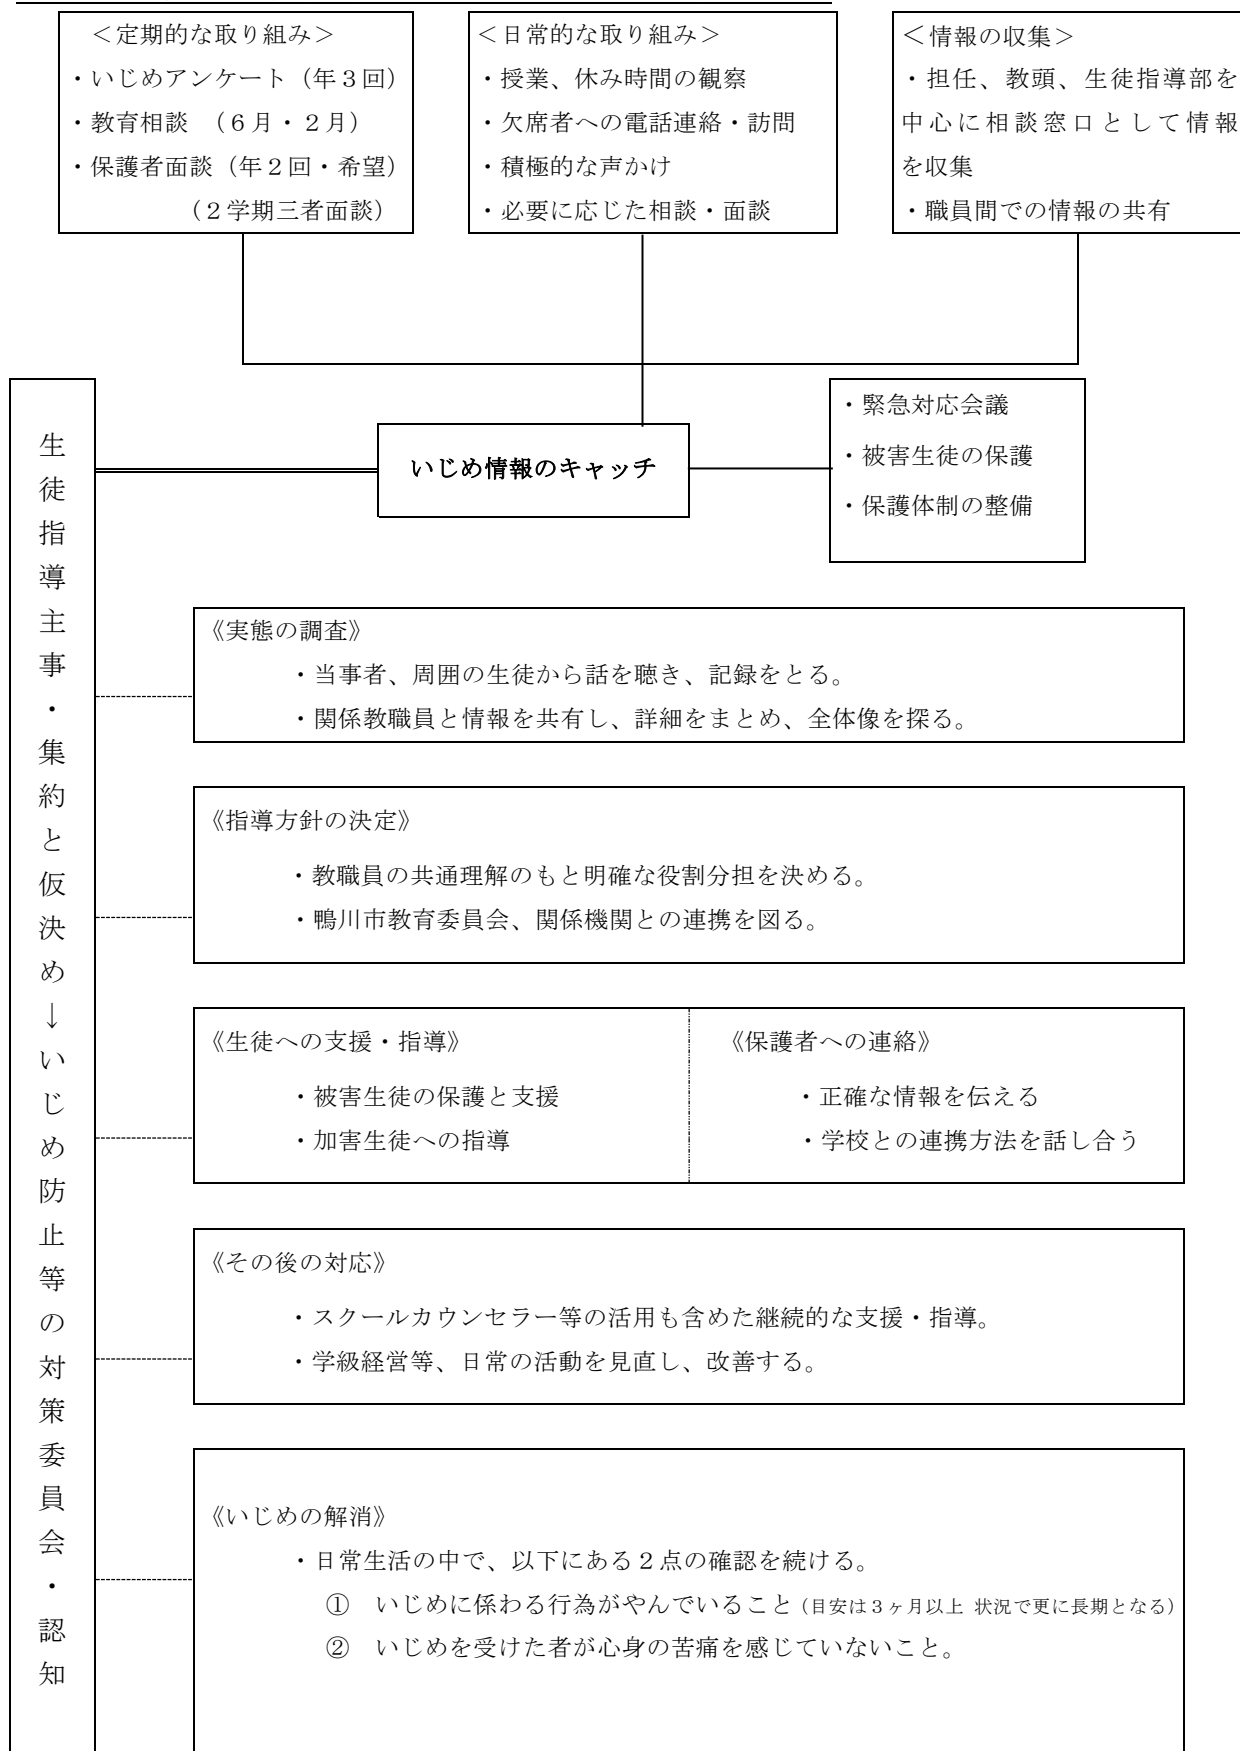 ＜定期的な取り組み＞
・いじめアンケート（年３回）
・教育相談　（６月・２月）
・保護者面談（年２回・希望）
（２学期三者面談）
＜日常的な取り組み＞
・授業、休み時間の観察
・欠席者への電話連絡・訪問
・積極的な声かけ
・必要に応じた相談・面談
＜情報の収集＞
・担任、教頭、生徒指導部を
中心に相談窓口として情報
を収集
・職員間での情報の共有
いじめ情報のキャッチ
・緊急対応会議
・被害生徒の保護
・保護体制の整備
生徒指導主事・集約と仮決め↓いじめ防止等の対策委員会・認知
《実態の調査》
・当事者、周囲の生徒から話を聴き、記録をとる。
・関係教職員と情報を共有し、詳細をまとめ、全体像を探る。
《指導方針の決定》
・教職員の共通理解のもと明確な役割分担を決める。
・鴨川市教育委員会、関係機関との連携を図る。
《生徒への支援・指導》
・被害生徒の保護と支援
・加害生徒への指導
《保護者への連絡》
・正確な情報を伝える
・学校との連携方法を話し合う
《その後の対応》
・スクールカウンセラー等の活用も含めた継続的な支援・指導。
・学級経営等、日常の活動を見直し、改善する。
《いじめの解消》
・日常生活の中で、以下にある２点の確認を続ける。
①　いじめに係わる行為がやんでいること（目安は３ヶ月以上 状況で更に長期となる）
②　いじめを受けた者が心身の苦痛を感じていないこと。